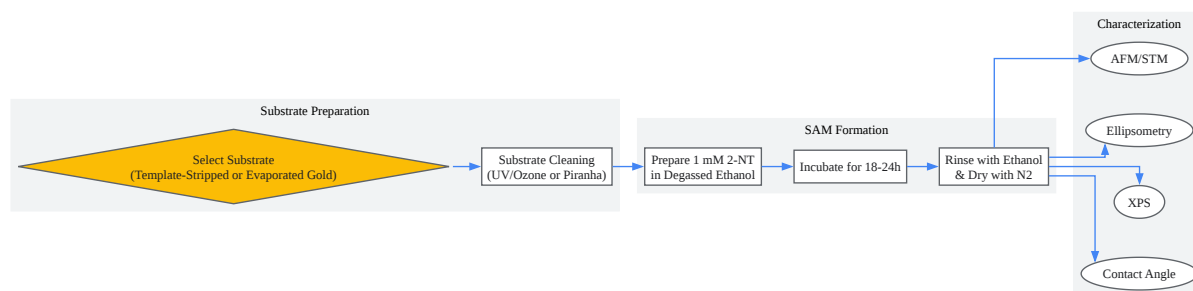 Substrate Preparation
Select Substrate
(Template-Stripped or Evaporated Gold)
Substrate Cleaning
(UV/Ozone or Piranha)
SAM Formation
Prepare 1 mM 2-NT
in Degassed Ethanol
Incubate for 18-24h
Rinse with Ethanol
& Dry with N2
Characterization
AFM/STM
Ellipsometry
XPS
Contact Angle